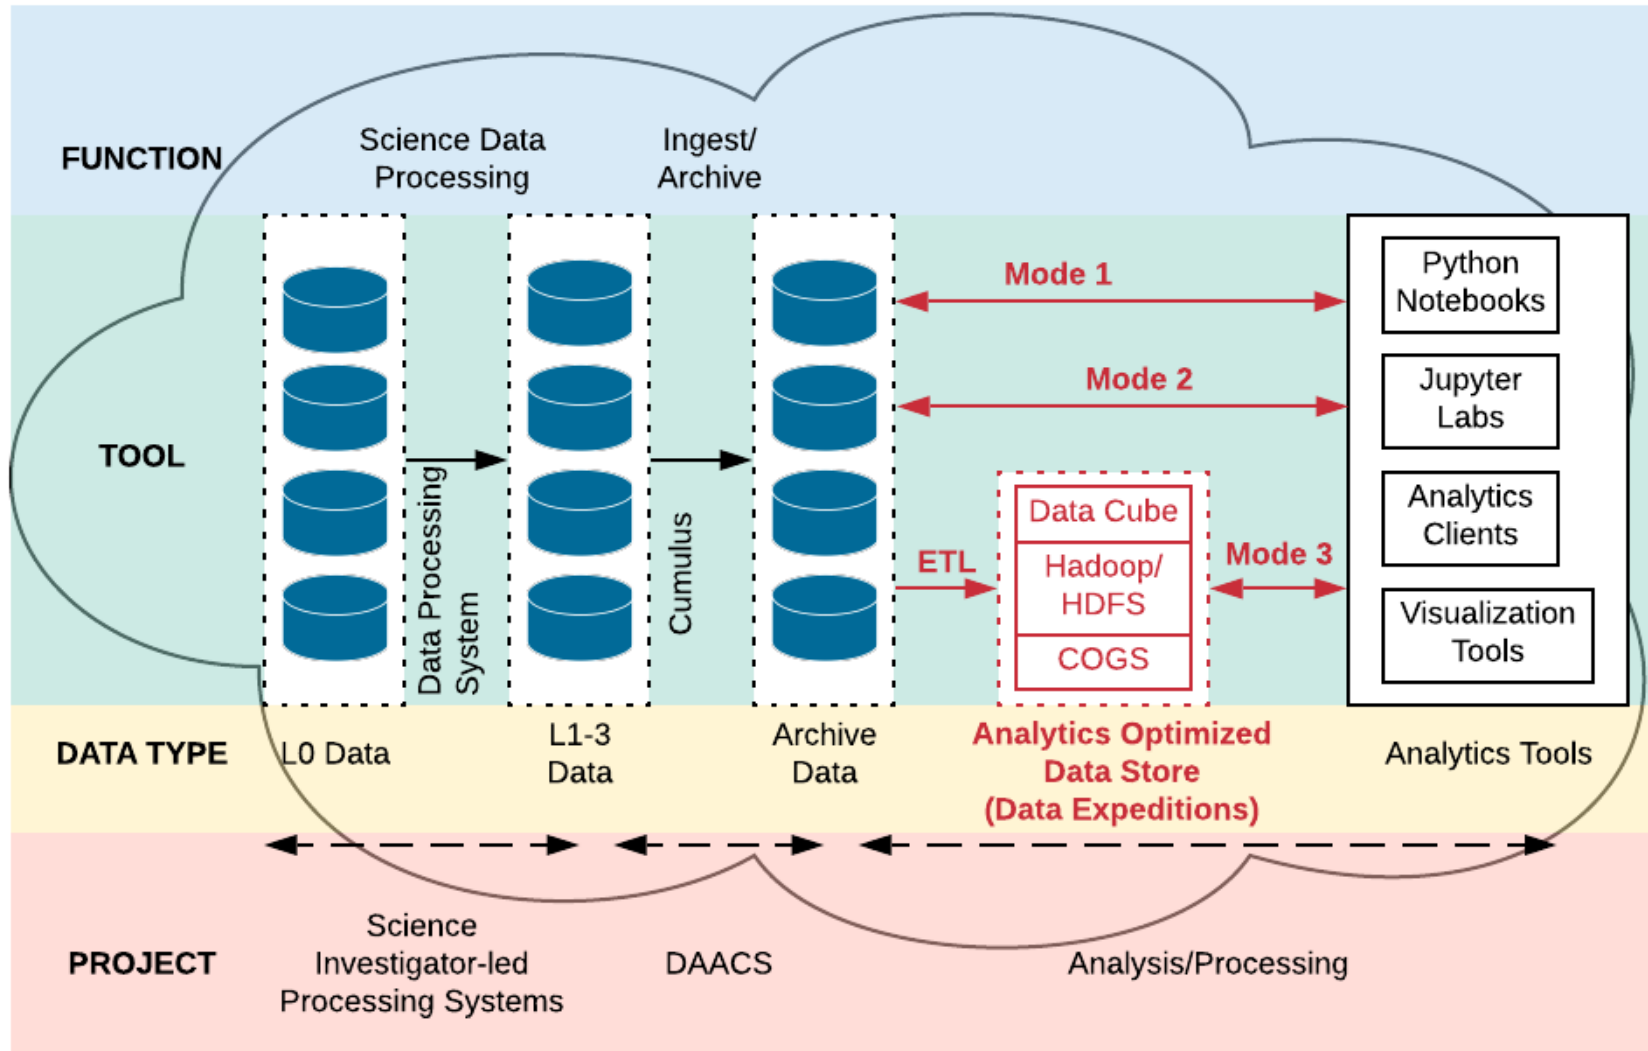 FUNCTION
Science Data
Processing
Ingest/
Archive
TOOL
Data Processing
System
Cumulus
Mode 1
Mode 2
ETL
Data Cube
Hadoop/
HDFS
COGS
Mode 3
Python
Notebooks
Jupyter
Labs
Analytics
Clients
Visualization
Tools
DATA TYPE
L0 Data
L1-3
Data
Archive
Data
Analytics Optimized
Data Store
(Data Expeditions)
Analytics Tools
PROJECT
Science
Investigator-led
Processing Systems
DAACS
Analysis/Processing